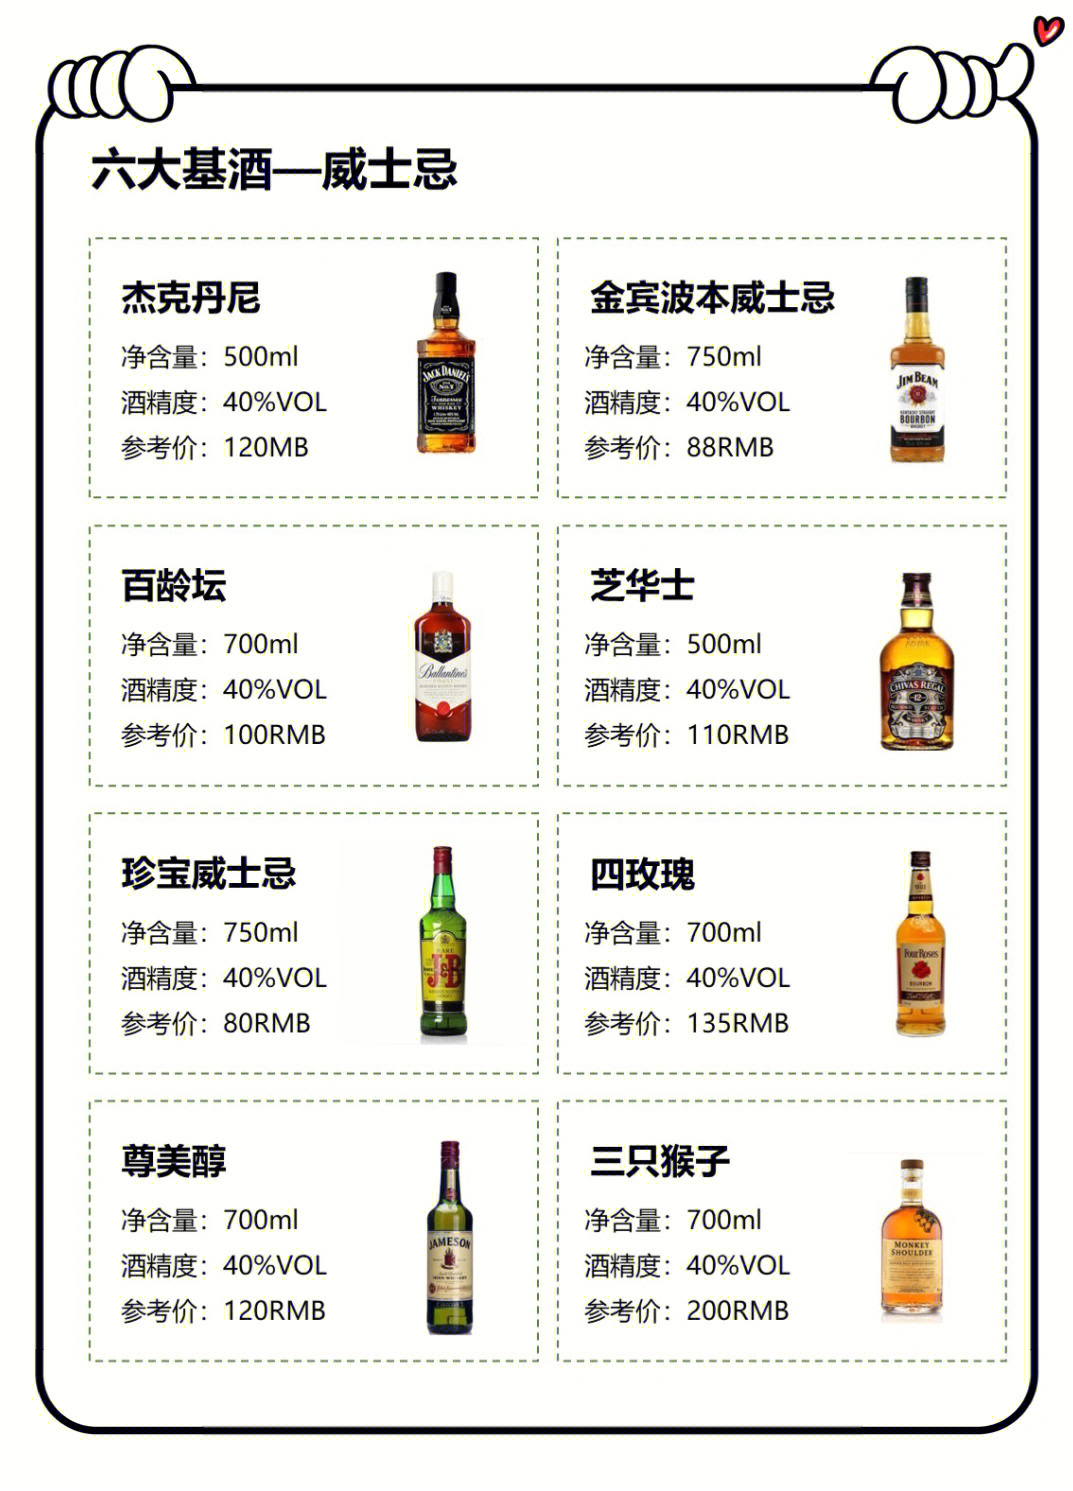 六大基酒—威士忌
杰克丹尼
净含量：500ml
酒精度：40%VOL
参考价：120MB
JACK DANIEL'S
Tennessee
WHISKEY
金宾波本威士忌
净含量：750ml
酒精度：40%VOL
参考价：88RMB
JIM BEAM
KENTUCKY STRAIGHT
BOURBON
WHISKEY
百龄坛
净含量：700ml
酒精度：40%VOL
参考价：100RMB
Ballantine's
芝华士
净含量：500ml
酒精度：40%VOL
参考价：110RMB
CHIVAS REGAL
12
珍宝威士忌
净含量：750ml
酒精度：40%VOL
参考价：80RMB
RARE
J&B
四玫瑰
净含量：700ml
酒精度：40%VOL
参考价：135RMB
Four Roses
BOURBON
尊美醇
净含量：700ml
酒精度：40%VOL
参考价：120RMB
JAMESON
IRISH WHISKEY
三只猴子
净含量：700ml
酒精度：40%VOL
参考价：200RMB
MONKEY
SHOULDER